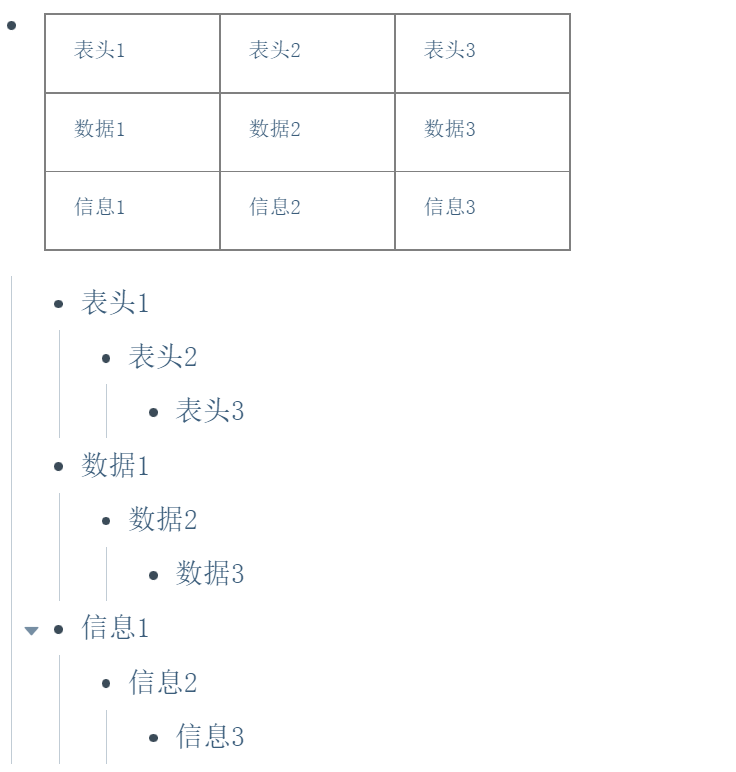 表头1 表头2 表头3
数据1 数据2 数据3
信息1 信息2 信息3
表头1
表头2
表头3
数据1
数据2
数据3
信息1
信息2
信息3